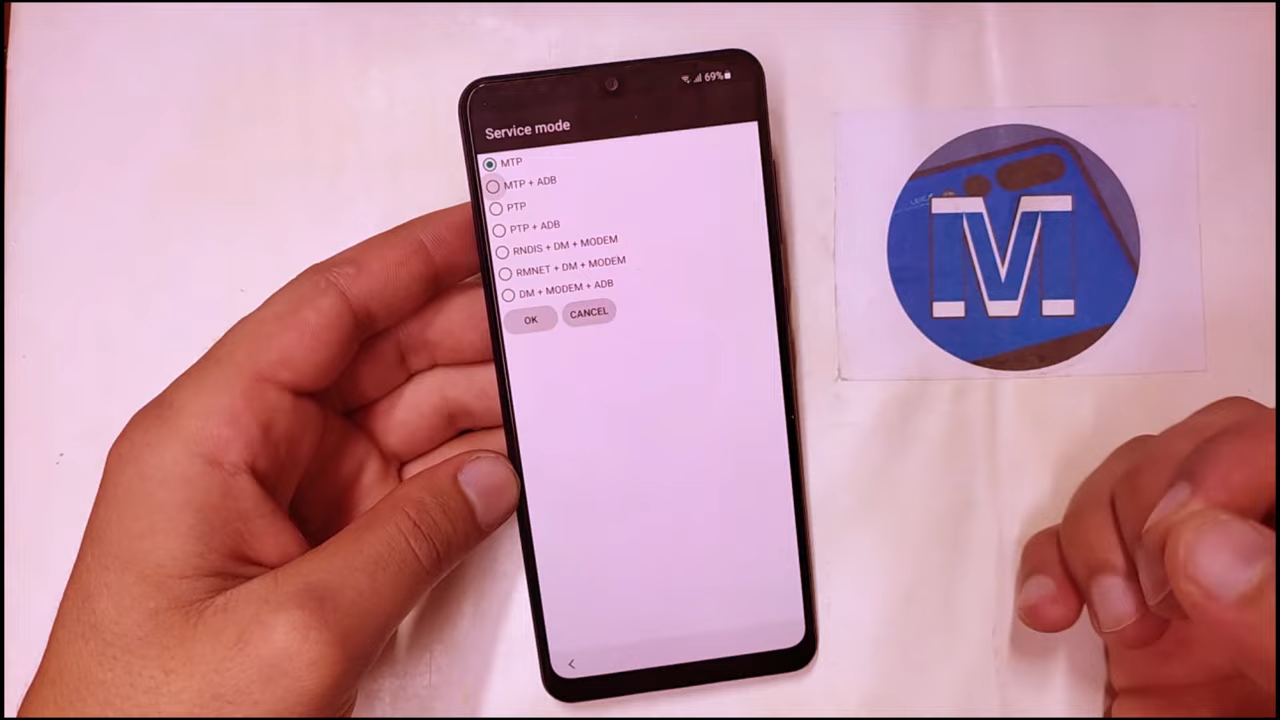 69%
Service mode
MTP
MTP + ADB
PTP
PTP + ADB
RNDIS + DM + MODEM
RMNET + DM + MODEM
DM + MODEM + ADB
OK
CANCEL
M